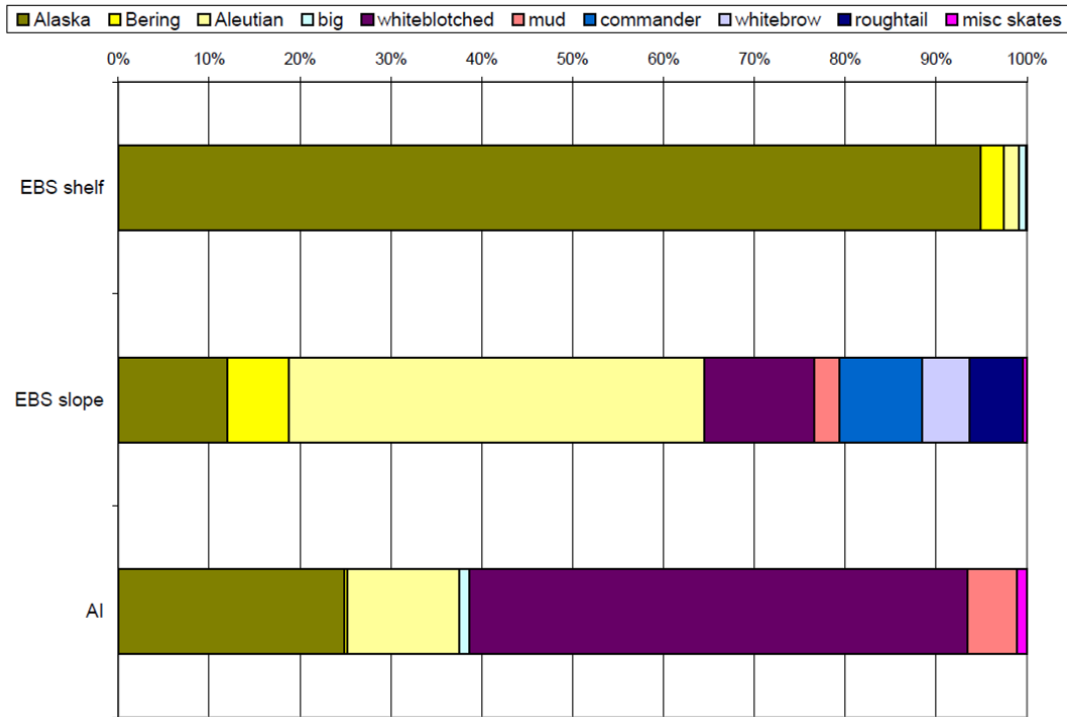 Alaska Bering Aleutian big whiteblotched mud commander whitebrow roughtail misc skates
0% 10% 20% 30% 40% 50% 60% 70% 80% 90% 100%
EBS shelf
EBS slope
AI